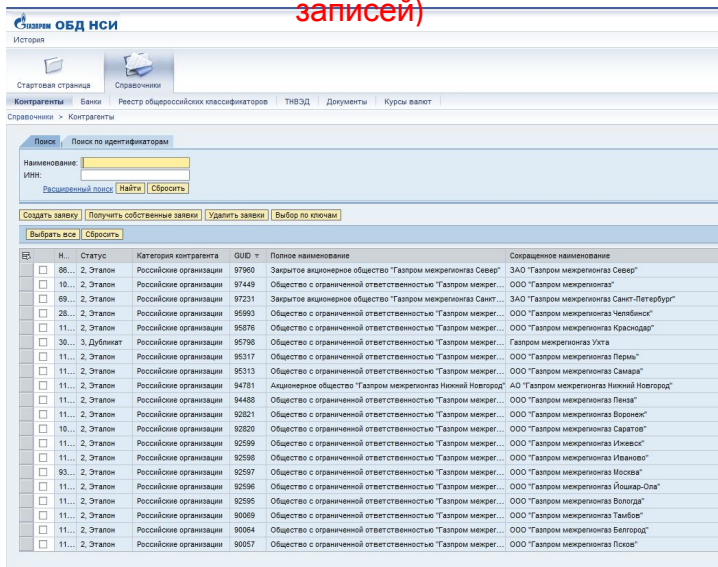 записей)
ГАЗПРОМ ОБД НСИ
История
Стартовая страница Справочники
Контрагенты Банки Реестр общероссийских классификаторов ТНВЭД Документы Курсы валют
Справочники > Контрагенты
Поиск Поиск по идентификаторам
Наименование:
ИНН:
Расширенный поиск Найти Сбросить
Создать заявку Получить собственные заявки Удалить заявки Выбор по ключам
Выбрать все Сбросить
Н... Статус Категория контрагента GUID Полное наименование Сокращенное наименование
86... 2, Эталон Российские организации 97960 Закрытое акционерное общество "Газпром межрегионгаз Север" ЗАО "Газпром межрегионгаз Север"
10... 2, Эталон Российские организации 97449 Общество с ограниченной ответственностью "Газпром межрег... ООО "Газпром межрегионгаз"
69... 2, Эталон Российские организации 97231 Закрытое акционерное общество "Газпром межрегионгаз Санкт... ЗАО "Газпром межрегионгаз Санкт-Петербург"
28... 2, Эталон Российские организации 95993 Общество с ограниченной ответственностью "Газпром межрег... ООО "Газпром межрегионгаз Челябинск"
11... 2, Эталон Российские организации 95876 Общество с ограниченной ответственностью "Газпром межрег... ООО "Газпром межрегионгаз Краснодар"
30... 3, Дубликат Российские организации 95798 Общество с ограниченной ответственностью "Газпром межрег... Газпром межрегионгаз Ухта
11... 2, Эталон Российские организации 95317 Общество с ограниченной ответственностью "Газпром межрег... ООО "Газпром межрегионгаз Пермь"
11... 2, Эталон Российские организации 95313 Общество с ограниченной ответственностью "Газпром межрег... ООО "Газпром межрегионгаз Самара"
11... 2, Эталон Российские организации 94781 Акционерное общество "Газпром межрегионгаз Нижний Новгород" АО "Газпром межрегионгаз Нижний Новгород"
11... 2, Эталон Российские организации 94488 Общество с ограниченной ответственностью "Газпром межрег... ООО "Газпром межрегионгаз Пенза"
11... 2, Эталон Российские организации 92821 Общество с ограниченной ответственностью "Газпром межрег... ООО "Газпром межрегионгаз Воронеж"
10... 2, Эталон Российские организации 92820 Общество с ограниченной ответственностью "Газпром межрег... ООО "Газпром межрегионгаз Саратов"
11... 2, Эталон Российские организации 92599 Общество с ограниченной ответственностью "Газпром межрег... ООО "Газпром межрегионгаз Ижевск"
11... 2, Эталон Российские организации 92598 Общество с ограниченной ответственностью "Газпром межрег... ООО "Газпром межрегионгаз Иваново"
93... 2, Эталон Российские организации 92597 Общество с ограниченной ответственностью "Газпром межрег... ООО "Газпром межрегионгаз Москва"
11... 2, Эталон Российские организации 92596 Общество с ограниченной ответственностью "Газпром межрег... ООО "Газпром межрегионгаз Йошкар-Ола"
11... 2, Эталон Российские организации 92595 Общество с ограниченной ответственностью "Газпром межрег... ООО "Газпром межрегионгаз Вологда"
11... 2, Эталон Российские организации 90069 Общество с ограниченной ответственностью "Газпром межрег... ООО "Газпром межрегионгаз Тамбов"
11... 2, Эталон Российские организации 90064 Общество с ограниченной ответственностью "Газпром межрег... ООО "Газпром межрегионгаз Белгород"
11... 2, Эталон Российские организации 90057 Общество с ограниченной ответственностью "Газпром межрег... ООО "Газпром межрегионгаз Псков"